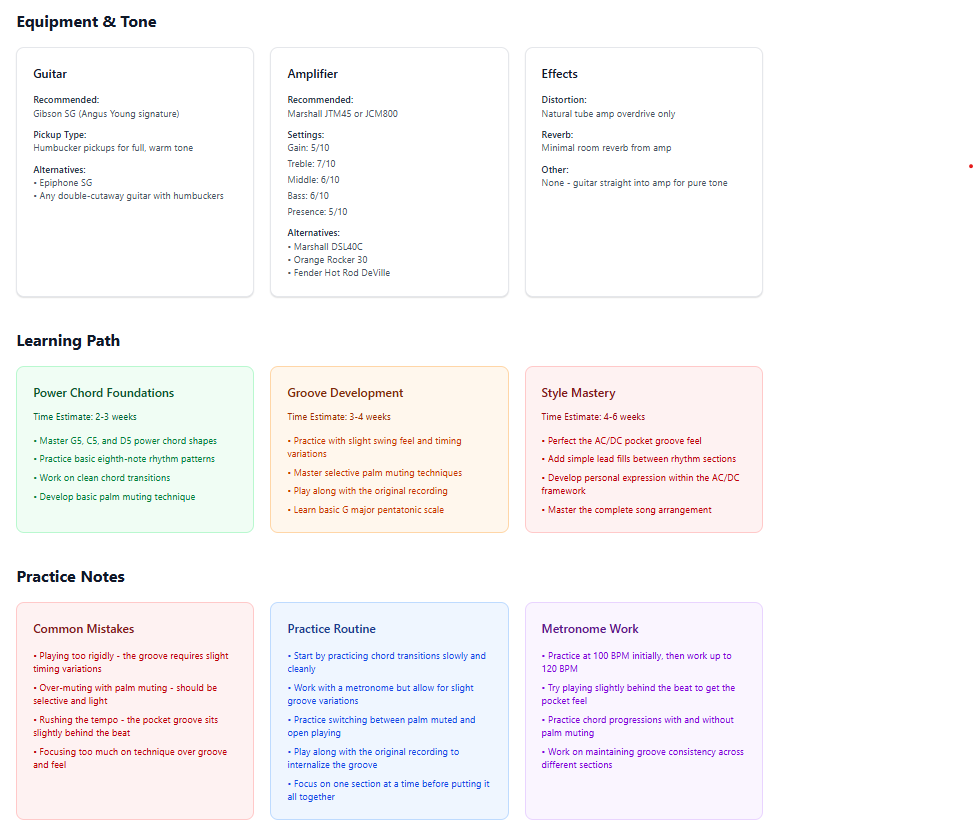 Equipment & Tone
Guitar
Recommended:
Gibson SG (Angus Young signature)
Pickup Type:
Humbucker pickups for full, warm tone
Alternatives:
• Epiphone SG
• Any double-cutaway guitar with humbuckers
Amplifier
Recommended:
Marshall JTM45 or JCM800
Settings:
Gain: 5/10
Treble: 7/10
Middle: 6/10
Bass: 6/10
Presence: 5/10
Alternatives:
• Marshall DSL40C
• Orange Rocker 30
• Fender Hot Rod DeVille
Effects
Distortion:
Natural tube amp overdrive only
Reverb:
Minimal room reverb from amp
Other:
None - guitar straight into amp for pure tone
Learning Path
Power Chord Foundations
Time Estimate: 2-3 weeks
• Master G5, C5, and D5 power chord shapes
• Practice basic eighth-note rhythm patterns
• Work on clean chord transitions
• Develop basic palm muting technique
Groove Development
Time Estimate: 3-4 weeks
• Practice with slight swing feel and timing
variations
• Master selective palm muting techniques
• Play along with the original recording
• Learn basic G major pentatonic scale
Style Mastery
Time Estimate: 4-6 weeks
• Perfect the AC/DC pocket groove feel
• Add simple lead fills between rhythm sections
• Develop personal expression within the AC/DC
framework
• Master the complete song arrangement
Practice Notes
Common Mistakes
• Playing too rigidly - the groove requires slight
timing variations
• Over-muting with palm muting - should be
selective and light
• Rushing the tempo - the pocket groove sits
slightly behind the beat
• Focusing too much on technique over groove
and feel
Practice Routine
• Start by practicing chord transitions slowly and
cleanly
• Work with a metronome but allow for slight
groove variations
• Practice switching between palm muted and
open playing
• Play along with the original recording to
internalize the groove
• Focus on one section at a time before putting it
all together
Metronome Work
• Practice at 100 BPM initially, then work up to
120 BPM
• Try playing slightly behind the beat to get the
pocket feel
• Practice chord progressions with and without
palm muting
• Work on maintaining groove consistency across
different sections